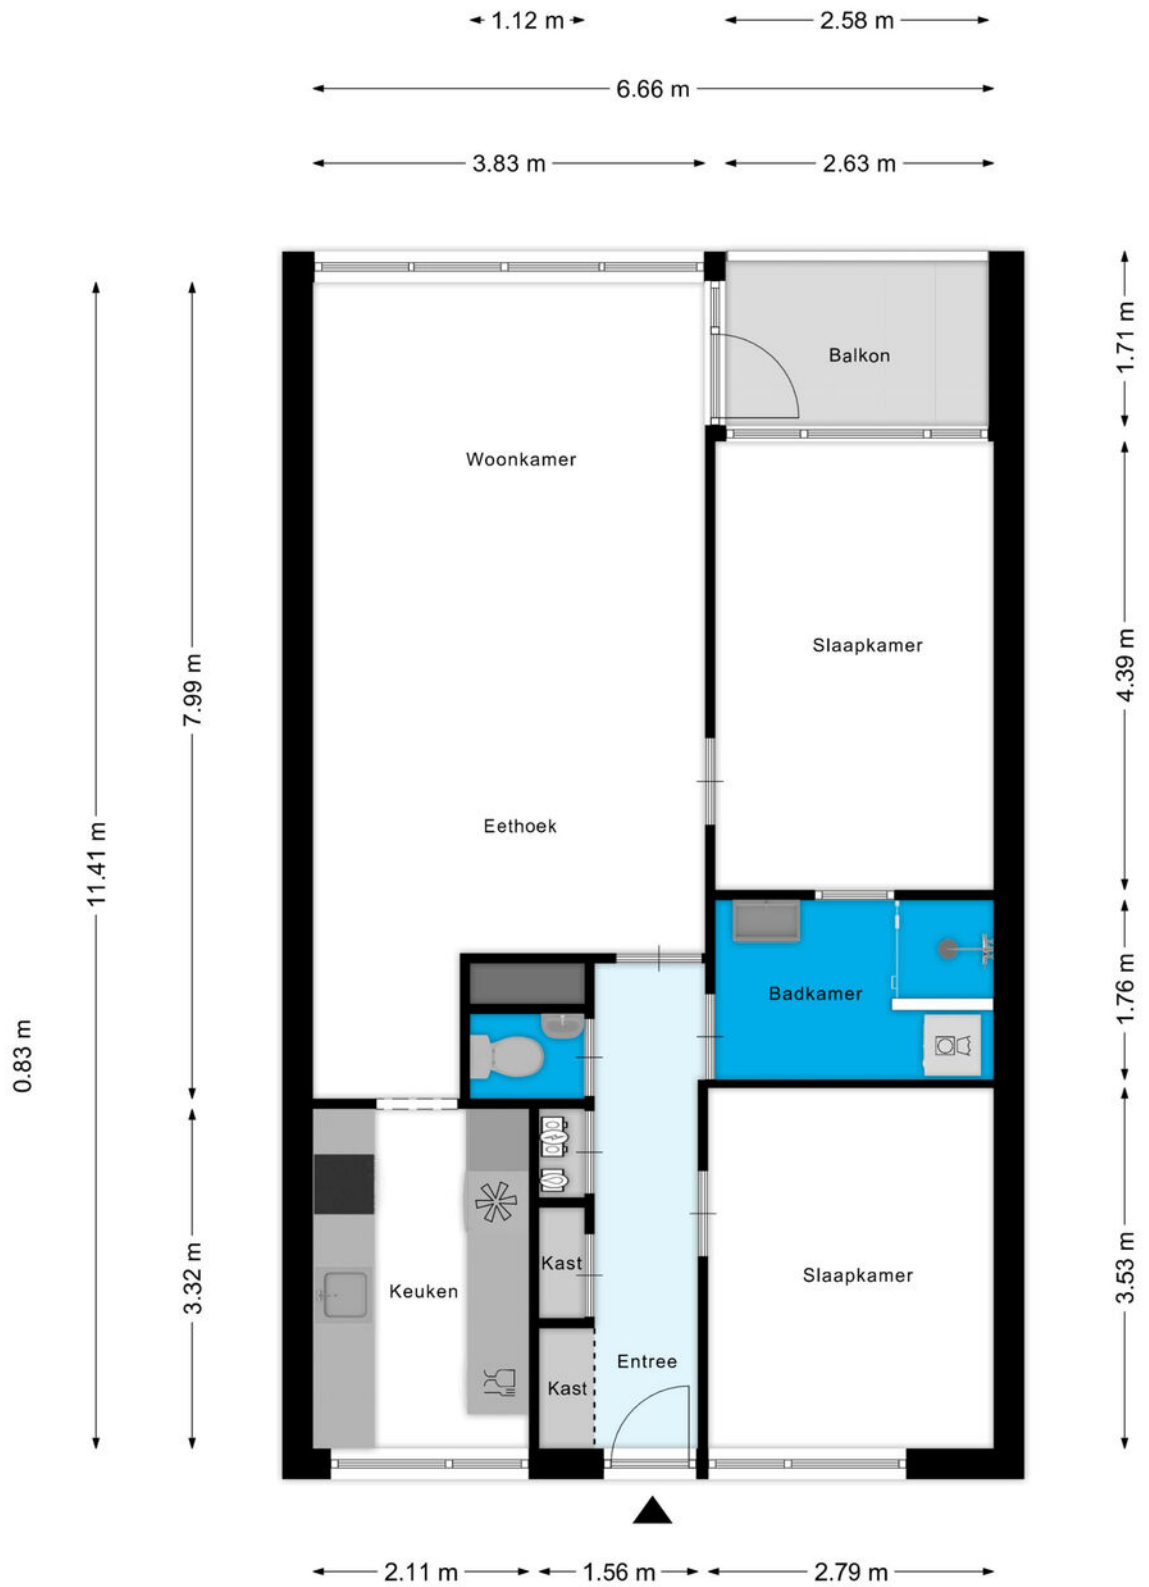 1.12 m
2.58 m
6.66 m
3.83 m
2.63 m
1.71 m
Balkon
Woonkamer
Slaapkamer
4.39 m
7.99 m
Eethoek
11.41 m
Badkamer
1.76 m
0.83 m
Kast
3.32 m
Keuken
Slaapkamer
3.53 m
Entree
Kast
2.11 m
1.56 m
2.79 m